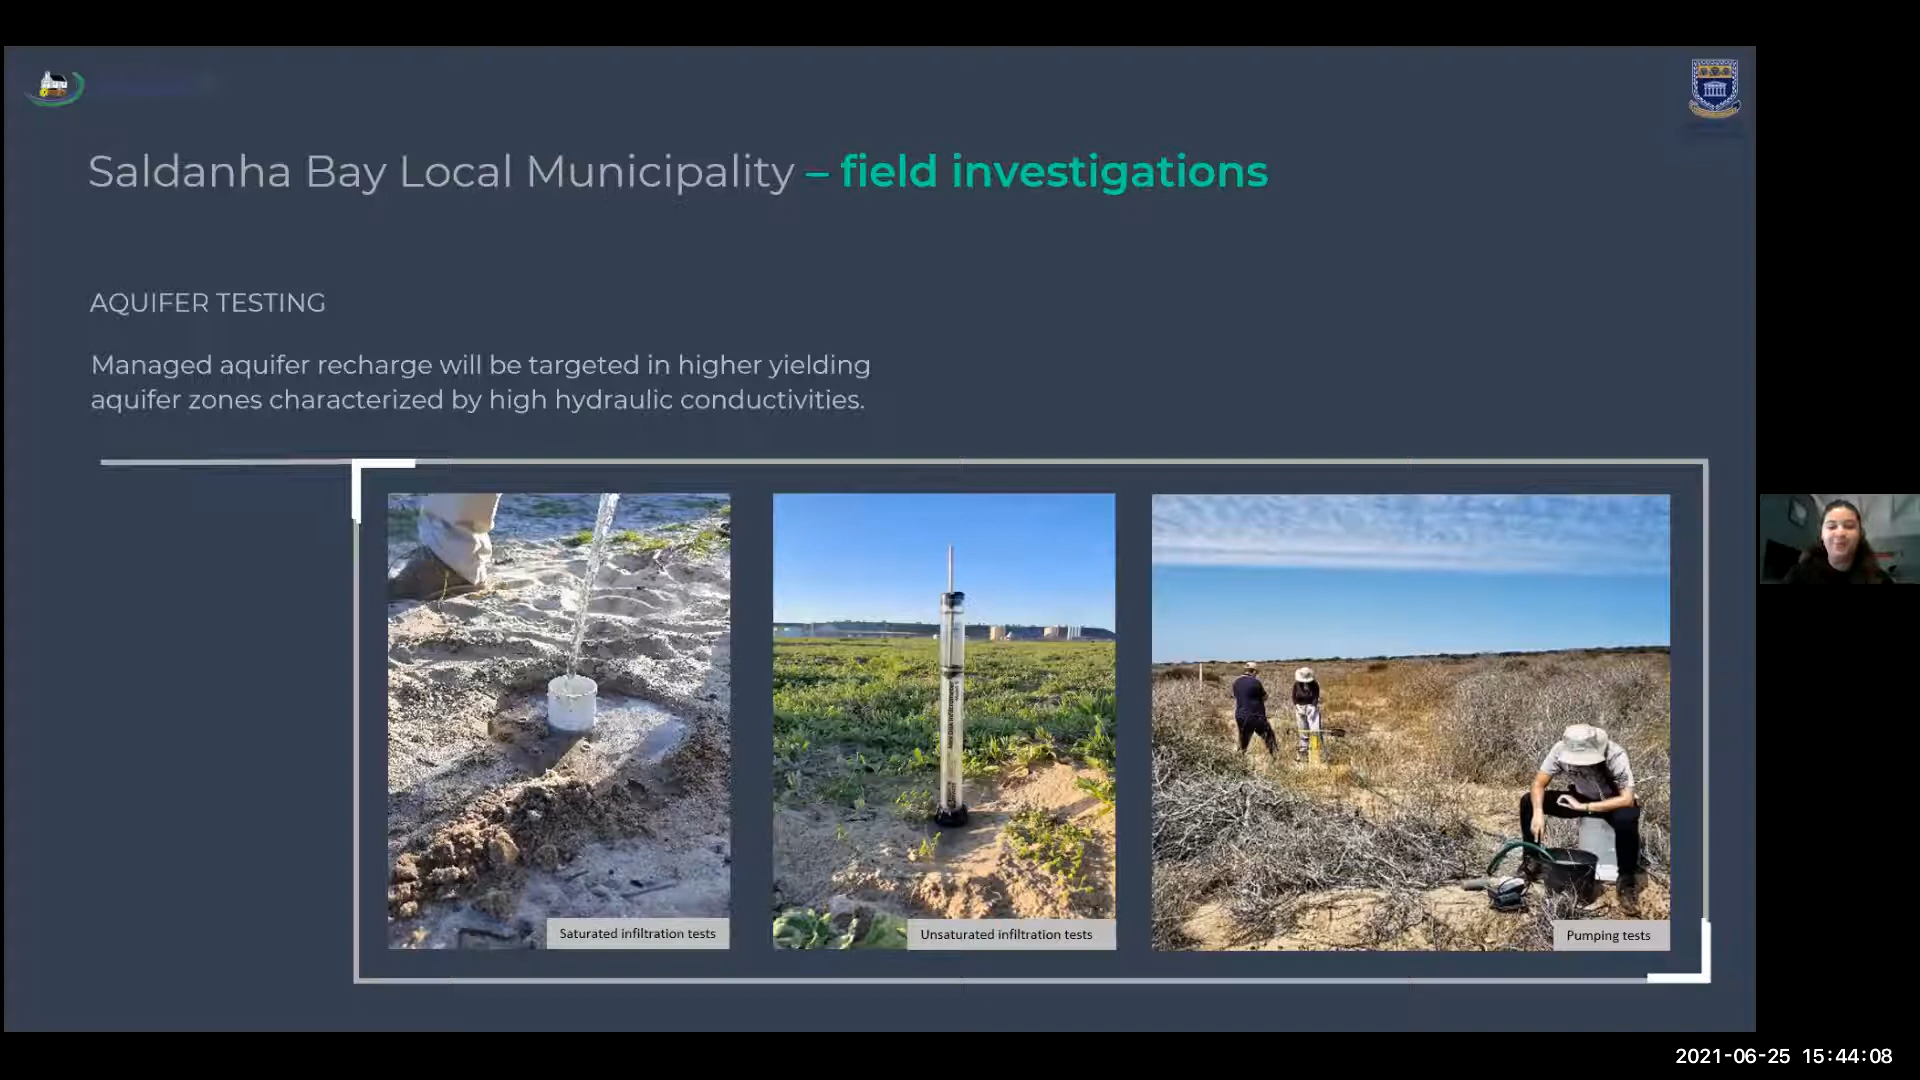 Saldanha Bay Local Municipality – field investigations
AQUIFER TESTING
Managed aquifer recharge will be targeted in higher yielding
aquifer zones characterized by high hydraulic conductivities.
Saturated infiltration tests
Unsaturated infiltration tests
Pumping tests
2021-06-25 15:44:08